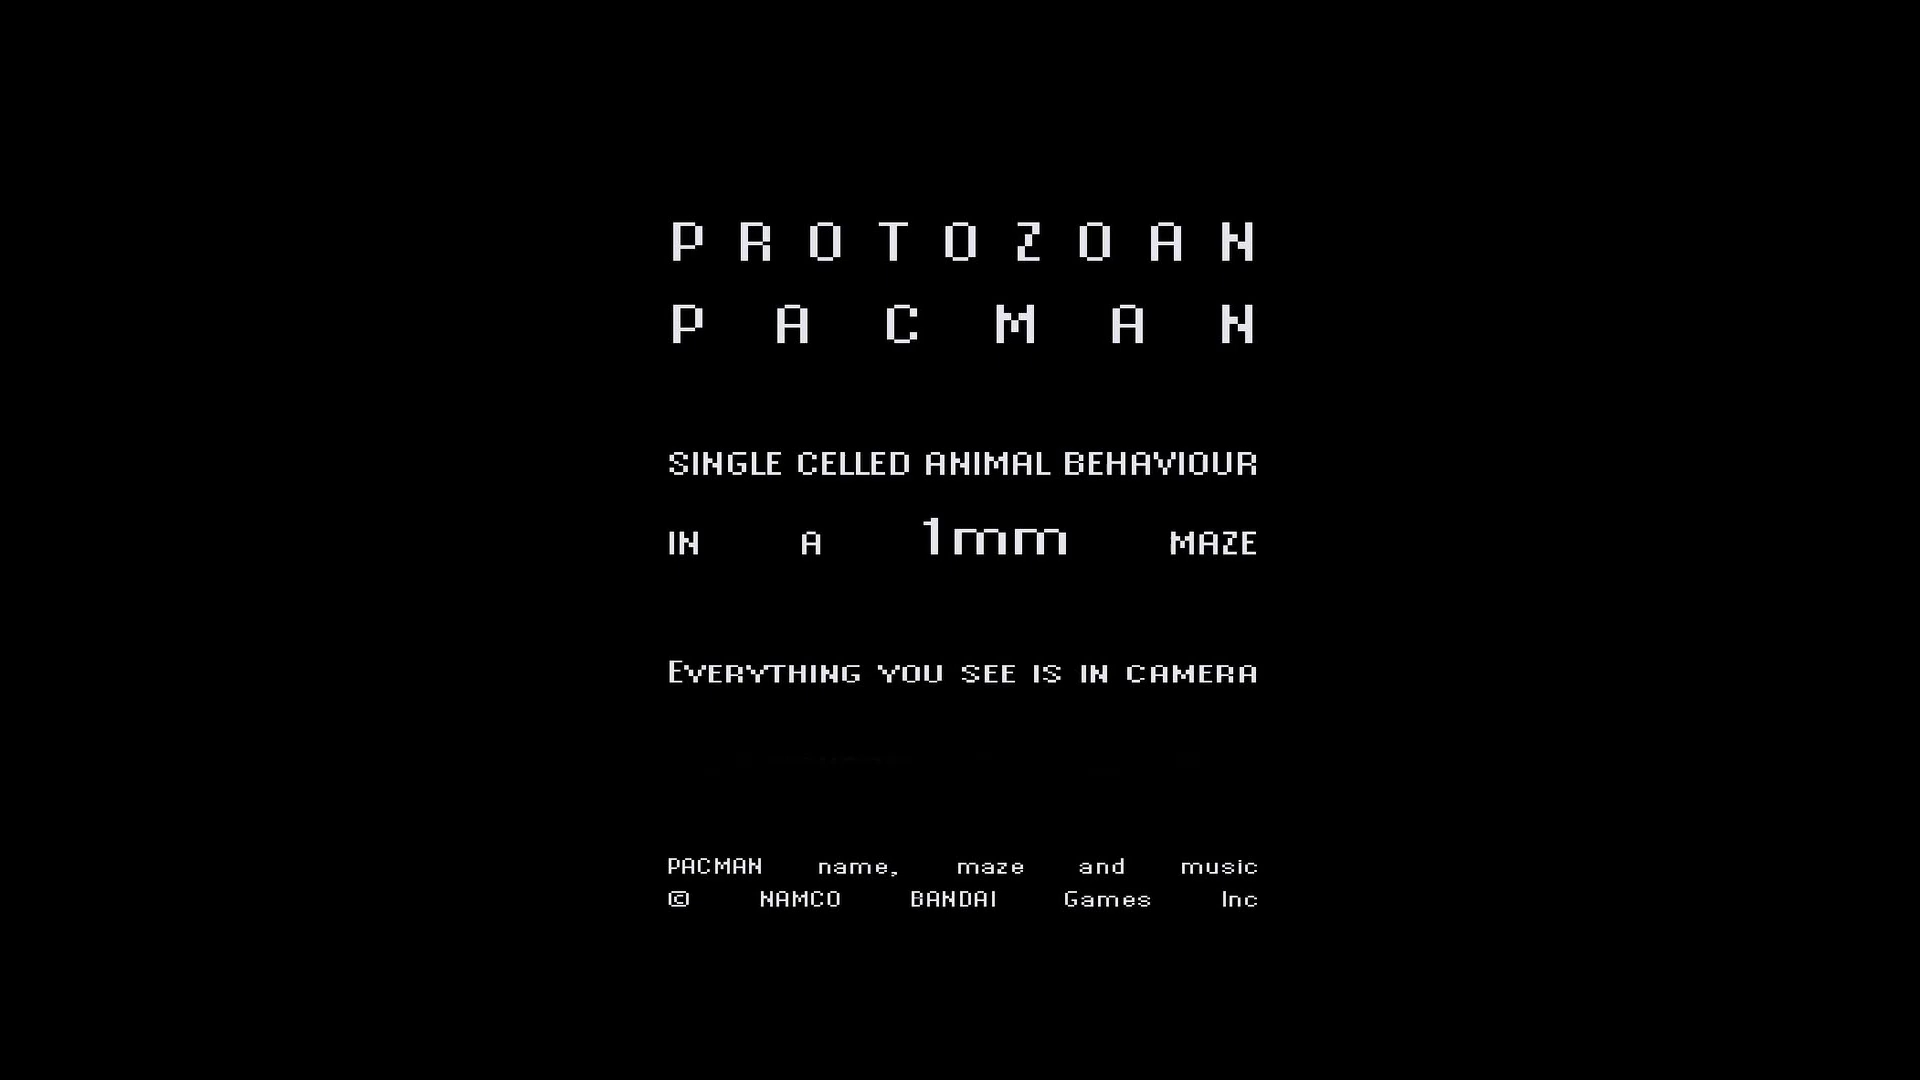 PROTOZOAN
PACMAN
SINGLE CELLED ANIMAL BEHAVIOUR
IN A 1mm MAZE
EVERYTHING YOU SEE IS IN CAMERA
PACMAN name, maze and music
© NAMCO BANDAI Games Inc